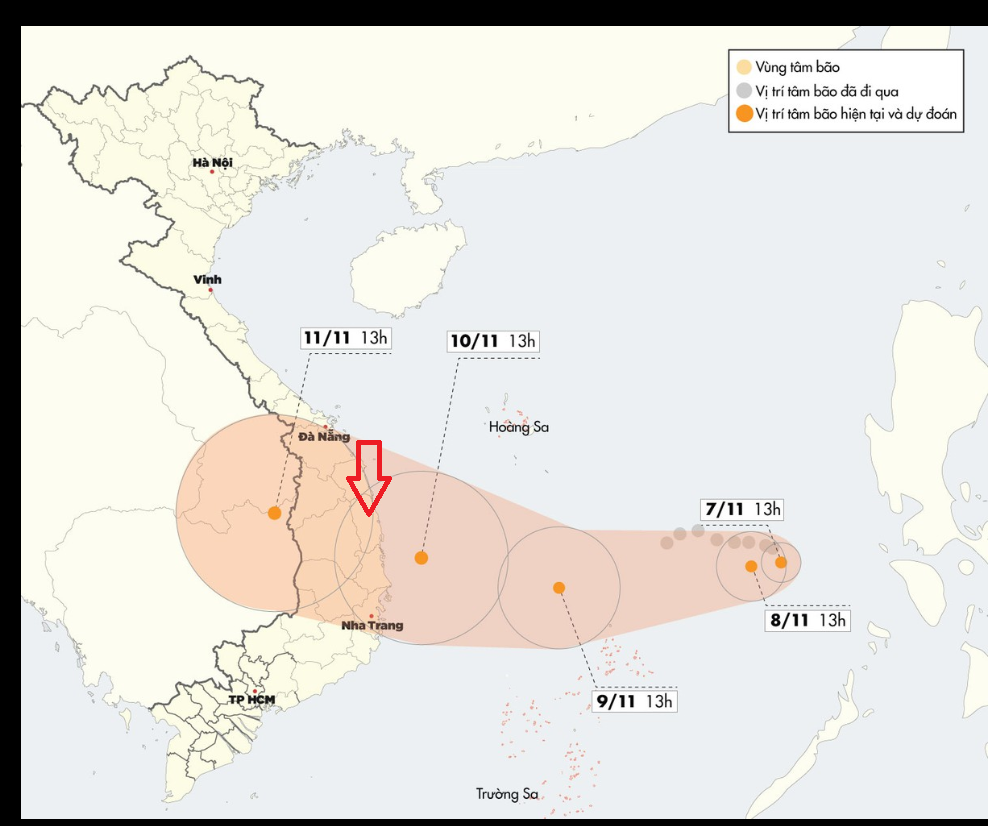 Vùng tâm bão
Vị trí tâm bão đã đi qua
Vị trí tâm bão hiện tại và dự đoán
Hà Nội
Vinh
11/11 13h
10/11 13h
Hoàng Sa
Đà Nẵng
7/11 13h
8/11 13h
Nha Trang
TP HCM
9/11 13h
Trường Sa